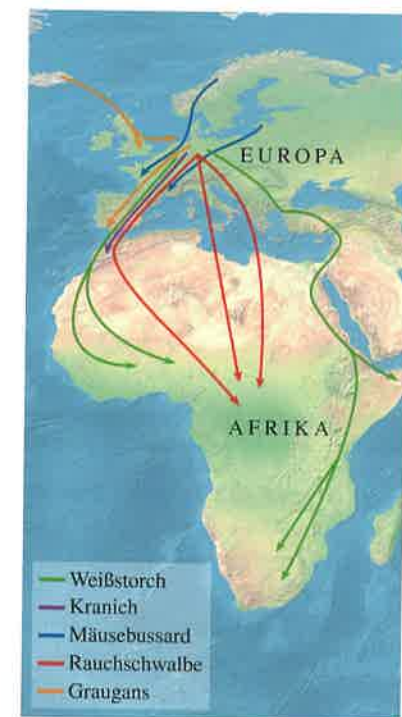 EUROPA
AFRIKA
Weißstorch
Kranich
Mäusebussard
Rauchschwalbe
Graugans